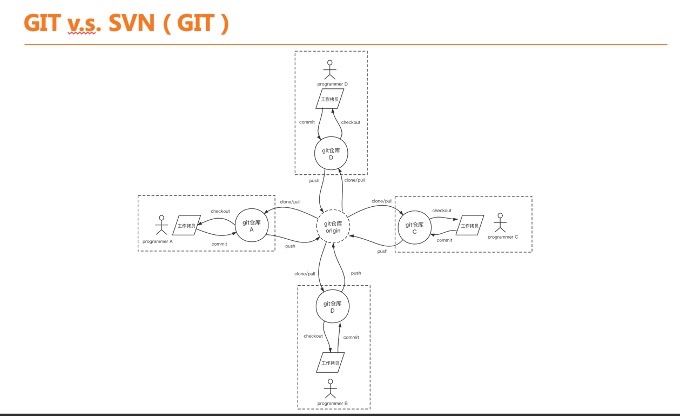 GIT v.s. SVN ( GIT )
programmer D
工作拷贝
commit
checkout
git仓库
D
push
clone/pull
clone/pull
checkout
工作拷贝
programmer A
commit
git仓库
A
push
git仓库
origin
clone/pull
git仓库
C
checkout
工作拷贝
programmer C
commit
push
clone/pull
push
git仓库
D
checkout
commit
工作拷贝
programmer B